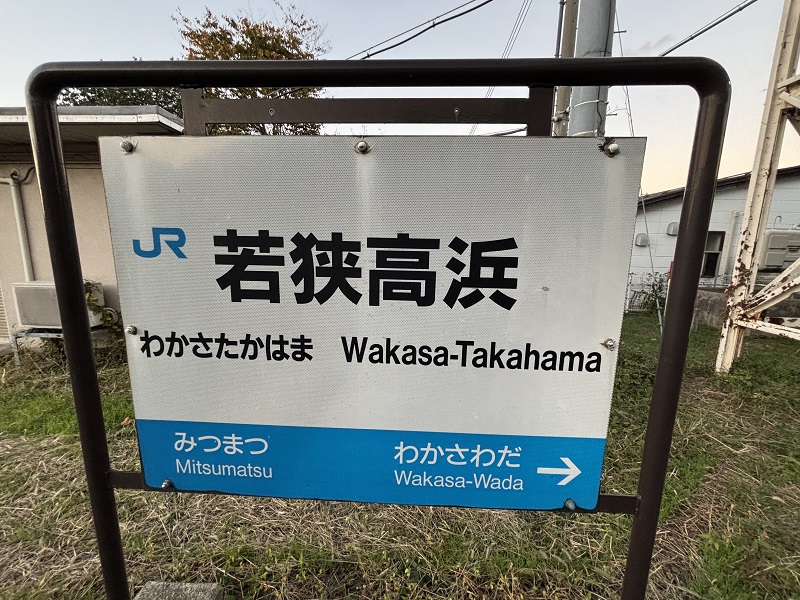 JR 若狭高浜
わかさたかはま Wakasa-Takahama
みつまつ わかさわだ
Mitsumatsu Wakasa-Wada →